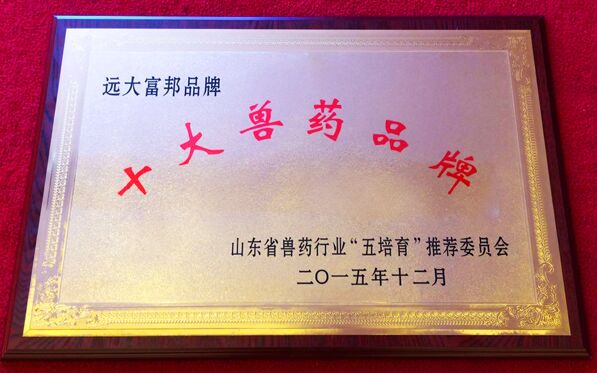 远大富邦品牌
十大兽药品牌
山东省兽药行业“五培育”推荐委员会
二〇一五年十二月